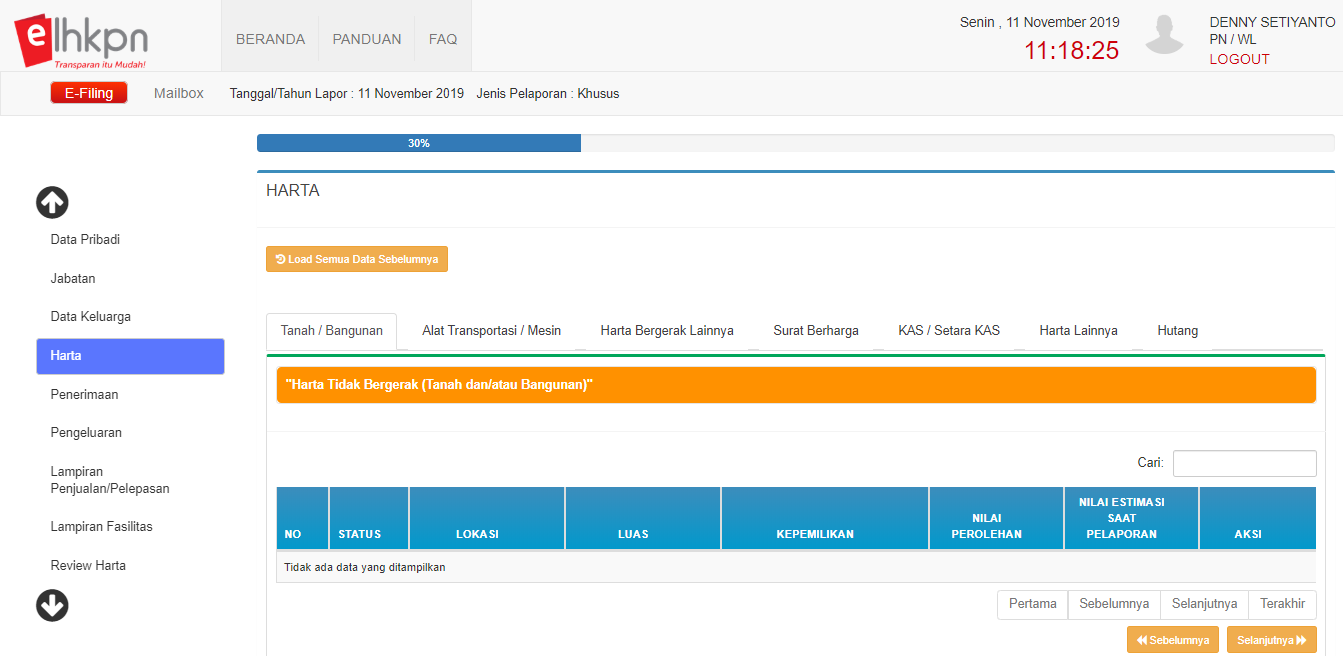 elhkpn
Transparan itu Mudah!
BERANDA PANDUAN FAQ
Senin , 11 November 2019
11:18:25
DENNY SETIYANTO
PN / WL
LOGOUT
E-Filing Mailbox Tanggal/Tahun Lapor : 11 November 2019 Jenis Pelaporan : Khusus
30%
HARTA
Load Semua Data Sebelumnya
Data Pribadi
Jabatan
Data Keluarga
Harta
Penerimaan
Pengeluaran
Lampiran
Penjualan/Pelepasan
Lampiran Fasilitas
Review Harta
Tanah / Bangunan Alat Transportasi / Mesin Harta Bergerak Lainnya Surat Berharga KAS / Setara KAS Harta Lainnya Hutang
"Harta Tidak Bergerak (Tanah dan/atau Bangunan)"
Cari:
NO STATUS LOKASI LUAS KEPEMILIKAN NILAI PEROLEHAN NILAI ESTIMASI SAAT PELAPORAN AKSI
Tidak ada data yang ditampilkan
Pertama Sebelumnya Selanjutnya Terakhir
Sebelumnya Selanjutnya